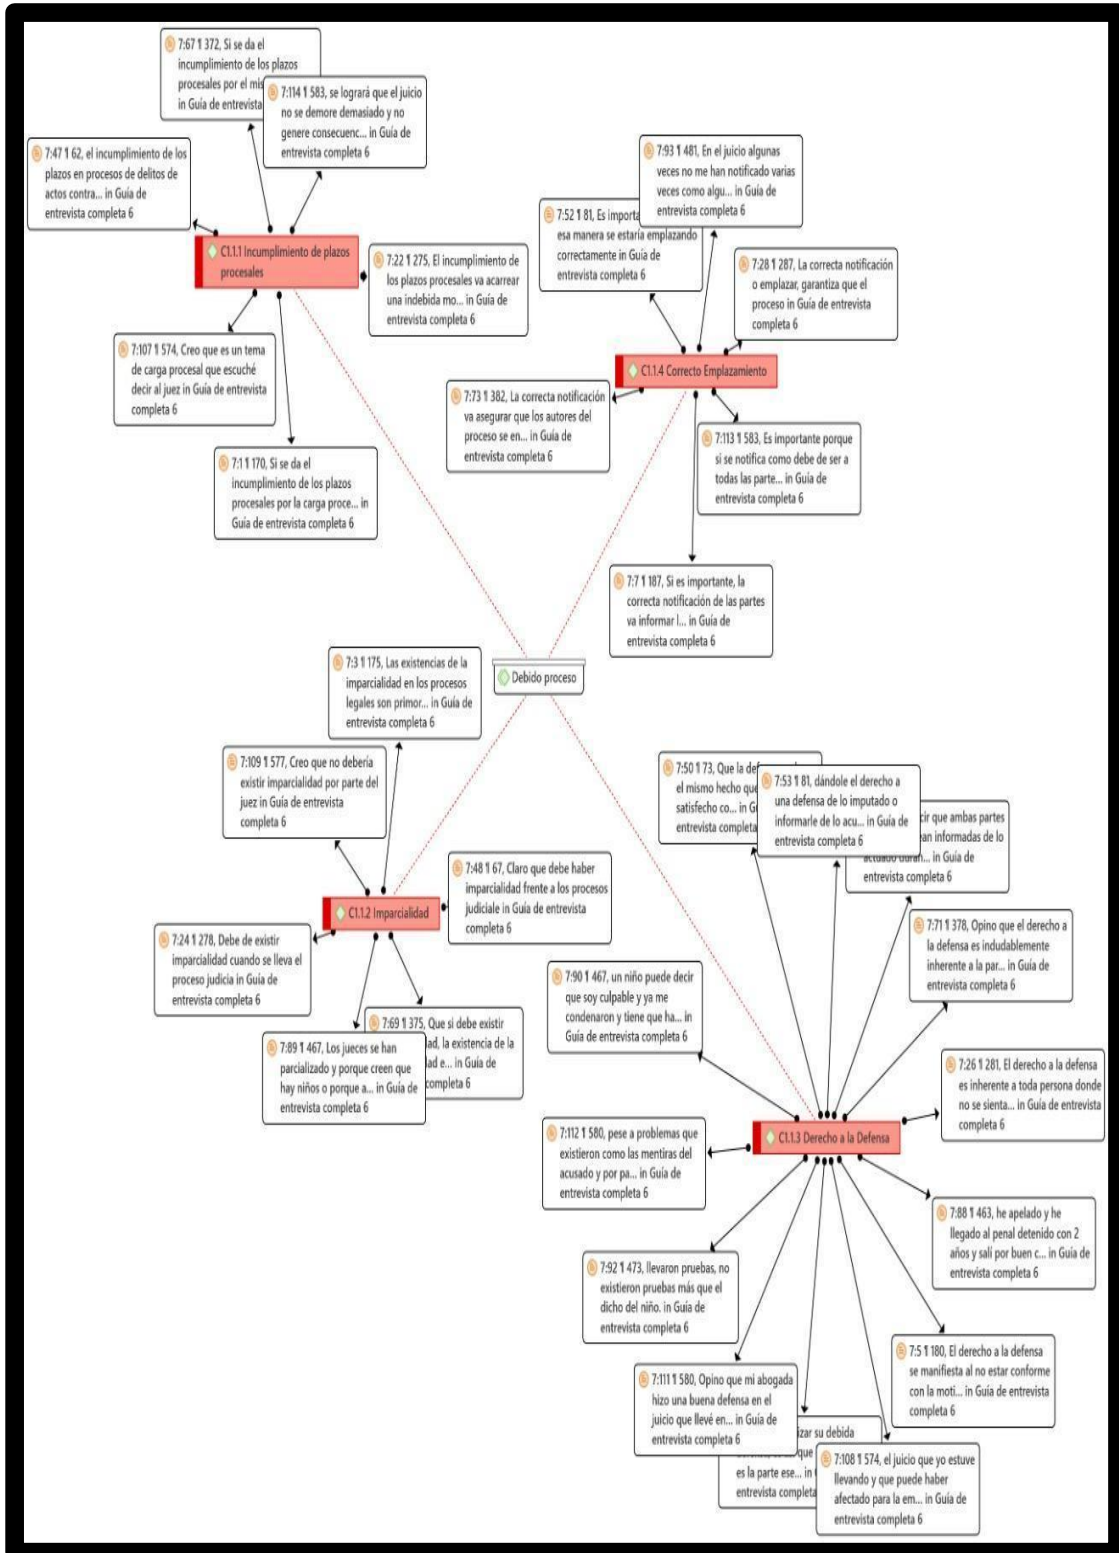 7:67 ¶ 372, Si se da el
incumplimiento de los plazos
procesales por el mis
in Guía de entrevista
7:114 ¶ 583, se logrará que el juicio
no se demore demasiado y no
genere consecuenc... in Guía de
entrevista completa 6
7:47 ¶ 62, el incumplimiento de los
plazos en procesos de delitos de
actos contra... in Guía de
entrevista completa 6
C1.1.1 Incumplimiento de plazos
procesales
7:22 ¶ 275, El incumplimiento de
los plazos procesales va acarrear
una indebida mo... in Guía de
entrevista completa 6
7:107 ¶ 574, Creo que es un tema
de carga procesal que escuché
decir al juez in Guía de entrevista
completa 6
7:1 ¶ 170, Si se da el
incumplimiento de los plazos
procesales por la carga proce... in
Guía de entrevista completa 6
7:93 ¶ 481, En el juicio algunas
veces no me han notificado varias
veces como algu... in Guía de
entrevista completa 6
7:52 ¶ 81, Es importa
esa manera se estaría emplazando
correctamente in Guía de
entrevista completa 6
7:28 ¶ 287, La correcta notificación
o emplazar, garantiza que el
proceso in Guía de entrevista
completa 6
C1.1.4 Correcto Emplazamiento
7:73 ¶ 382, La correcta notificación
va asegurar que los autores del
proceso se en... in Guía de
entrevista completa 6
7:113 ¶ 583, Es importante porque
si se notifica como debe de ser a
todas las parte... in Guía de
entrevista completa 6
7:7 ¶ 187, Si es importante, la
correcta notificación de las partes
va informar l... in Guía de
entrevista completa 6
Debido proceso
7:3 ¶ 175, Las existencias de la
imparcialidad en los procesos
legales son primor... in Guía de
entrevista completa 6
7:109 ¶ 577, Creo que no debería
existir imparcialidad por parte del
juez in Guía de entrevista
completa 6
7:48 ¶ 67, Claro que debe haber
imparcialidad frente a los procesos
judiciale in Guía de entrevista
completa 6
C1.1.2 Imparcialidad
7:24 ¶ 278, Debe de existir
imparcialidad cuando se lleva el
proceso judicia in Guía de
entrevista completa 6
7:69 ¶ 375, Que si debe existir
dad, la existencia de la
dad e... in Guía de
completa 6
7:89 ¶ 467, Los jueces se han
parcializado y porque creen que
hay niños o porque a... in Guía de
entrevista completa 6
7:50 ¶ 73, Que la defe
el mismo hecho que
satisfecho co... in G
entrevista completa
7:53 ¶ 81, dándole el derecho a
una defensa de lo imputado o
informarle de lo acu... in Guía de
entrevista completa 6
cir que ambas partes
ean informadas de lo
actuado duran... in Guía de
entrevista completa 6
7:71 ¶ 378, Opino que el derecho a
la defensa es indudablemente
inherente a la par... in Guía de
entrevista completa 6
7:90 ¶ 467, un niño puede decir
que soy culpable y ya me
condenaron y tiene que ha... in
Guía de entrevista completa 6
7:26 ¶ 281, El derecho a la defensa
es inherente a toda persona donde
no se sienta... in Guía de entrevista
completa 6
C1.1.3 Derecho a la Defensa
7:112 ¶ 580, pese a problemas que
existieron como las mentiras del
acusado y por pa... in Guía de
entrevista completa 6
7:88 ¶ 463, he apelado y he
llegado al penal detenido con 2
años y salí por buen c... in Guía de
entrevista completa 6
7:92 ¶ 473, llevaron pruebas, no
existieron pruebas más que el
dicho del niño. in Guía de
entrevista completa 6
7:5 ¶ 180, El derecho a la defensa
se manifiesta al no estar conforme
con la moti... in Guía de entrevista
completa 6
7:111 ¶ 580, Opino que mi abogada
hizo una buena defensa en el
juicio que llevé en... in Guía de
entrevista completa 6
izar su debida
que
es la parte ese... in
entrevista completa
7:108 ¶ 574, el juicio que yo estuve
llevando y que puede haber
afectado para la em... in Guía de
entrevista completa 6